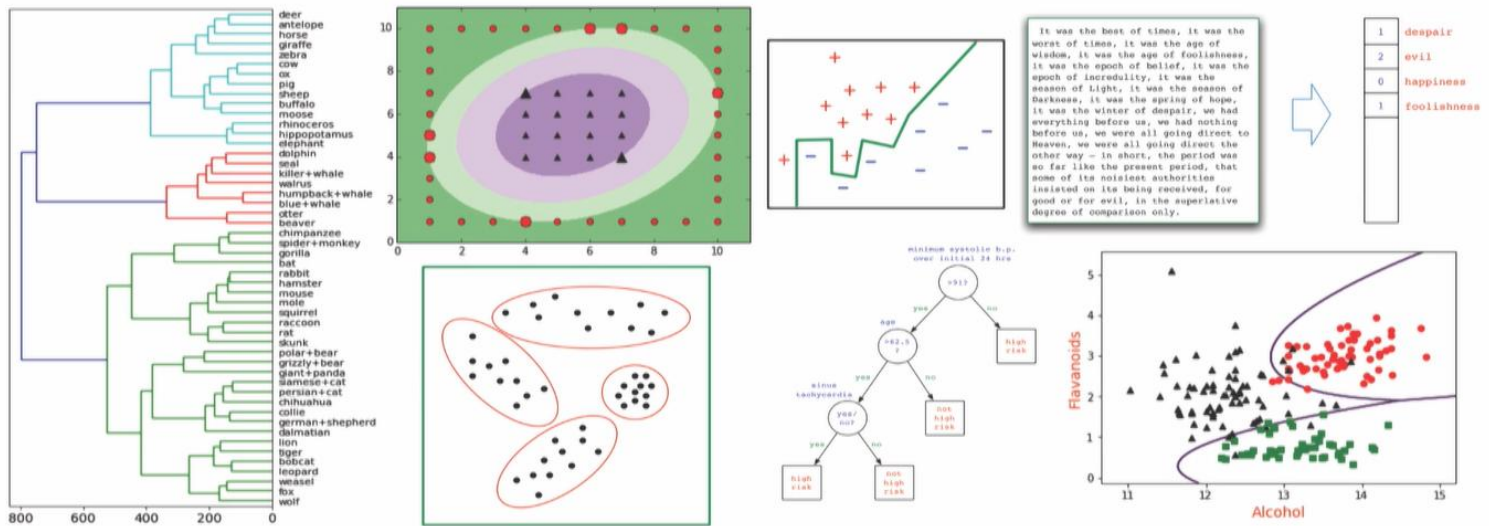 deer
antelope
horse
giraffe
zebra
cow
ox
pig
sheep
buffalo
moose
rhinoceros
hippopotamus
elephant
dolphin
seal
killer+whale
walrus
humpback+whale
blue+whale
otter
beaver
chimpanzee
spider+monkey
gorilla
bat
rabbit
hamster
mouse
mole
squirrel
raccoon
rat
skunk
polar+bear
grizzly+bear
giant+panda
siamese+cat
persian+cat
chihuahua
collie
german+shepherd
dalmatian
lion
tiger
bobcat
leopard
weasel
fox
wolf
800 600 400 200 0
10
8
6
4
2
0
0 2 4 6 8 10
It was the best of times, it was the
worst of times, it was the age of
wisdom, it was the age of foolishness,
it was the epoch of belief, it was the
epoch of incredulity, it was the
season of Light, it was the season of
Darkness, it was the spring of hope,
it was the winter of despair, we had
everything before us, we had nothing
before us, we were all going direct to
Heaven, we were all going direct the
other way – in short, the period was
so far like the present period, that
some of its noisiest authorities
insisted on its being received, for
good or for evil, in the superlative
degree of comparison only.
1 despair
2 evil
0 happiness
1 foolishness
minimum systolic b.p.
over initial 24 hrs
>91?
yes no
age
>62.5
?
high
risk
yes no
sinus
tachycardia
yes/
no?
not
high
risk
yes no
high
risk
not
high
risk
Flavanoids
5
4
3
2
1
0
11 12 13 14 15
Alcohol